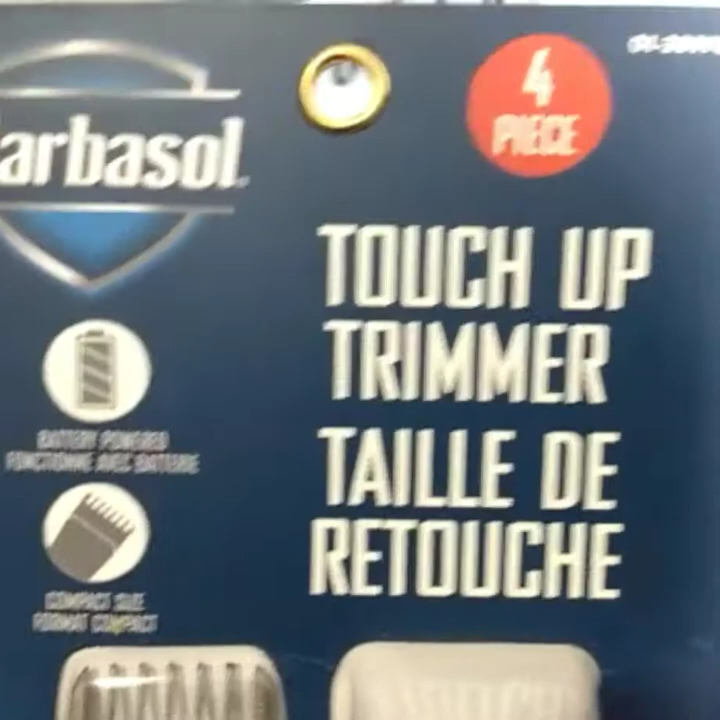 arbasol
4
PIECE
TOUCH UP
TRIMMER
TAILLE DE
RETOUCHE
BATTERY POWERED
FONCTIONNE AVEC BATTERIE
COMPACT SIZE
FORMAT COMPACT